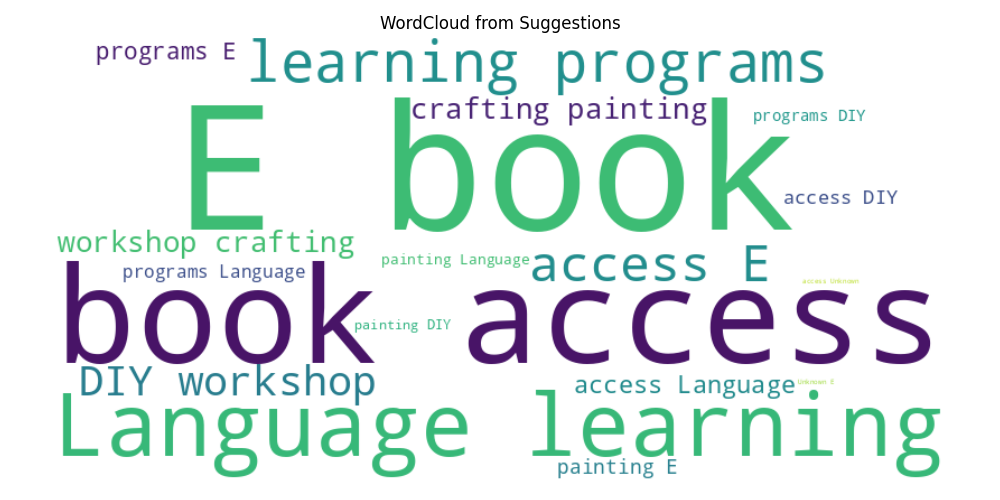 WordCloud from Suggestions
programs E
learning programs
crafting painting
programs DIY
E book
access DIY
workshop crafting
painting Language
access E
programs Language
access Unknown
book access
painting DIY
DIY workshop
access Language
Unknown E
Language learning
painting E